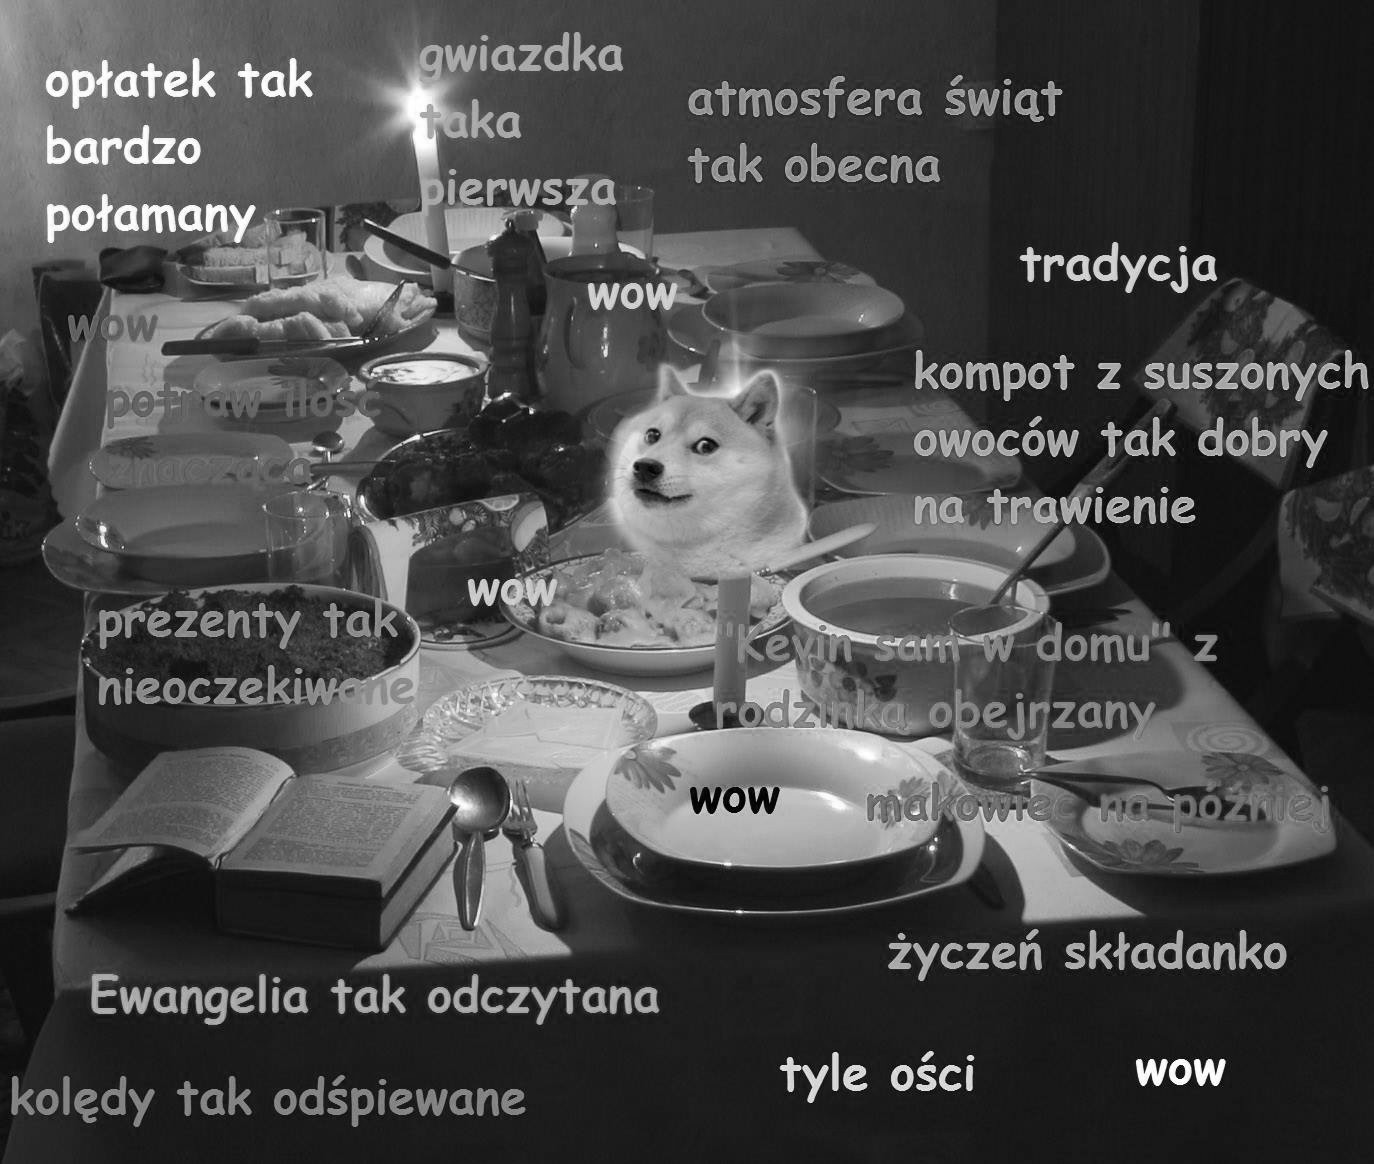 opłatek tak
bardzo
połamany
gwiazdka
taka
pierwsza
atmosfera świąt
tak obecna
tradycja
wow
wow
potraw ilość
znacząca
kompot z suszonych
owoców tak dobry
na trawienie
wow
prezenty tak
nieoczekiwane
"Kevin sam w domu" z
rodzinką obejrzany
wow
makowiec na później
życzeń składanko
Ewangelia tak odczytana
tyle ości
wow
kolędy tak odśpiewane